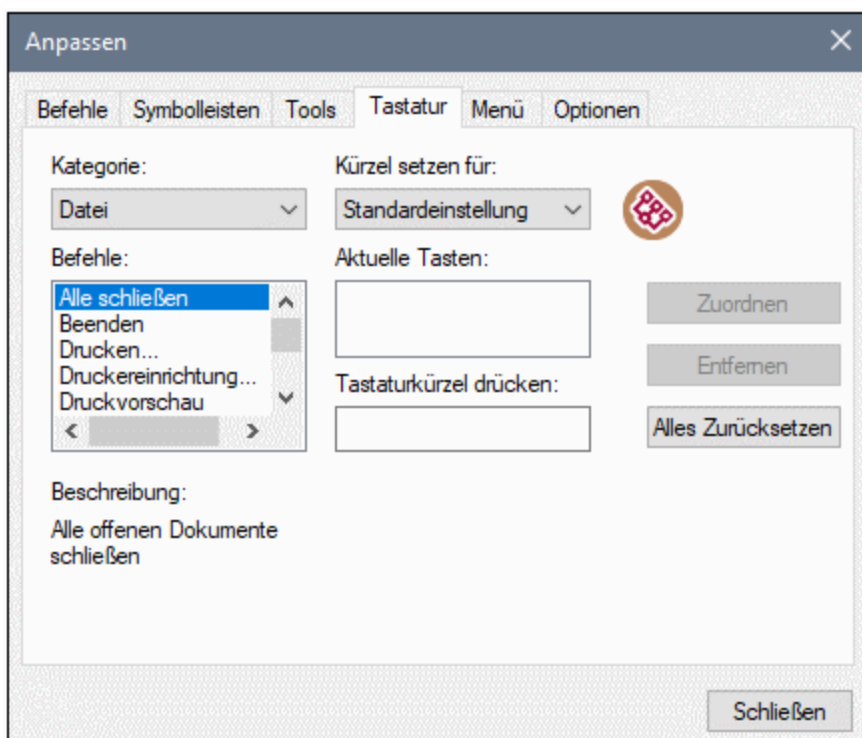 Anpassen
Befehle Symbolleisten Tools Tastatur Menü Optionen
Kategorie:
Datei
Kürzel setzen für:
Standardeinstellung
Befehle:
Alle schließen
Beenden
Drucken...
Druckereinrichtung...
Druckvorschau
Aktuelle Tasten:
Tastaturkürzel drücken:
Zuordnen
Entfernen
Alles Zurücksetzen
Beschreibung:
Alle offenen Dokumente
schließen
Schließen